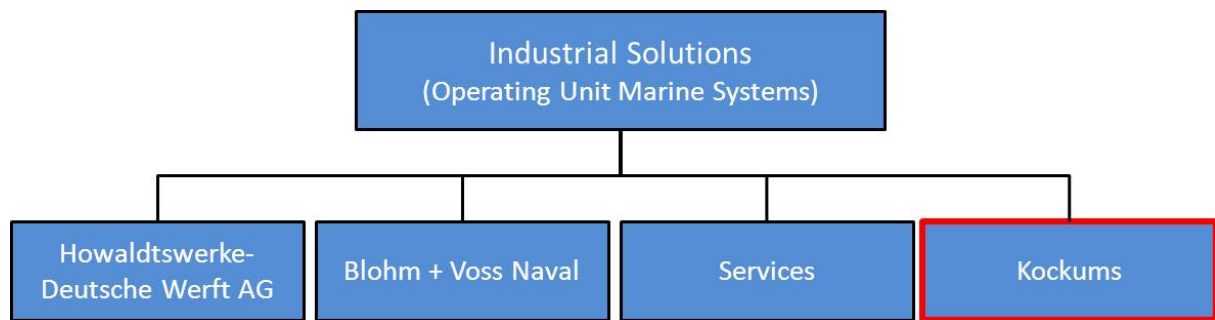 Industrial Solutions
(Operating Unit Marine Systems)
Howaldtswerke-
Deutsche Werft AG
Blohm + Voss Naval
Services
Kockums